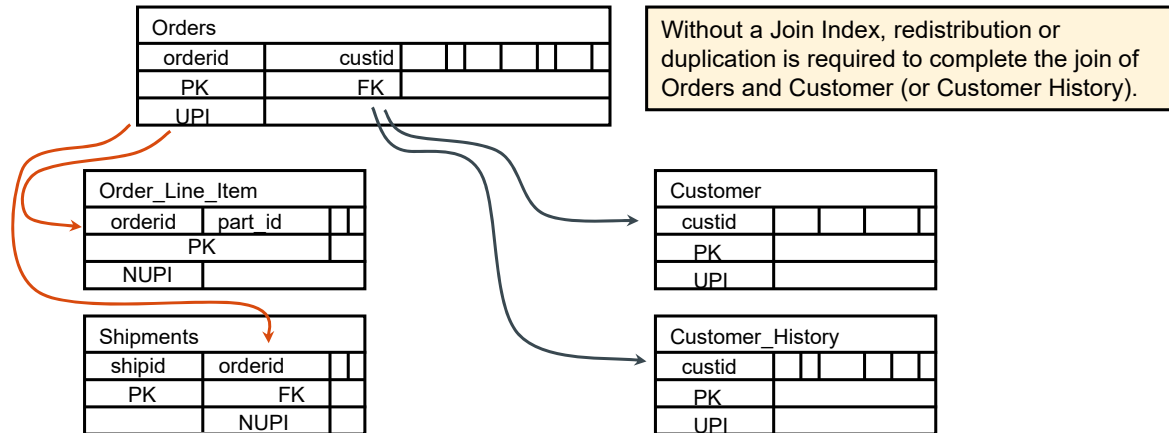 Orders
orderid custid
PK FK
UPI
Without a Join Index, redistribution or
duplication is required to complete the join of
Orders and Customer (or Customer History).
Order_Line_Item
orderid part_id
PK
NUPI
Customer
custid
PK
UPI
Shipments
shipid orderid
PK FK
NUPI
Customer_History
custid
PK
UPI